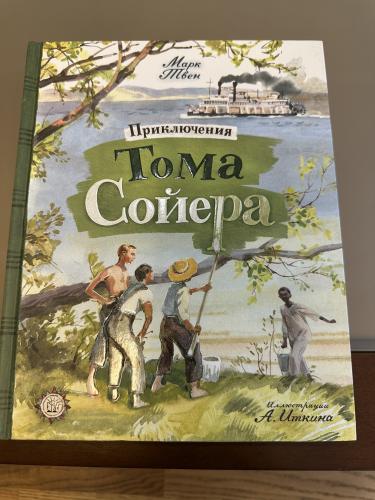 Марк
Твен
Приключения
Тома
Сойера
Иллюстрации
А.Иткина